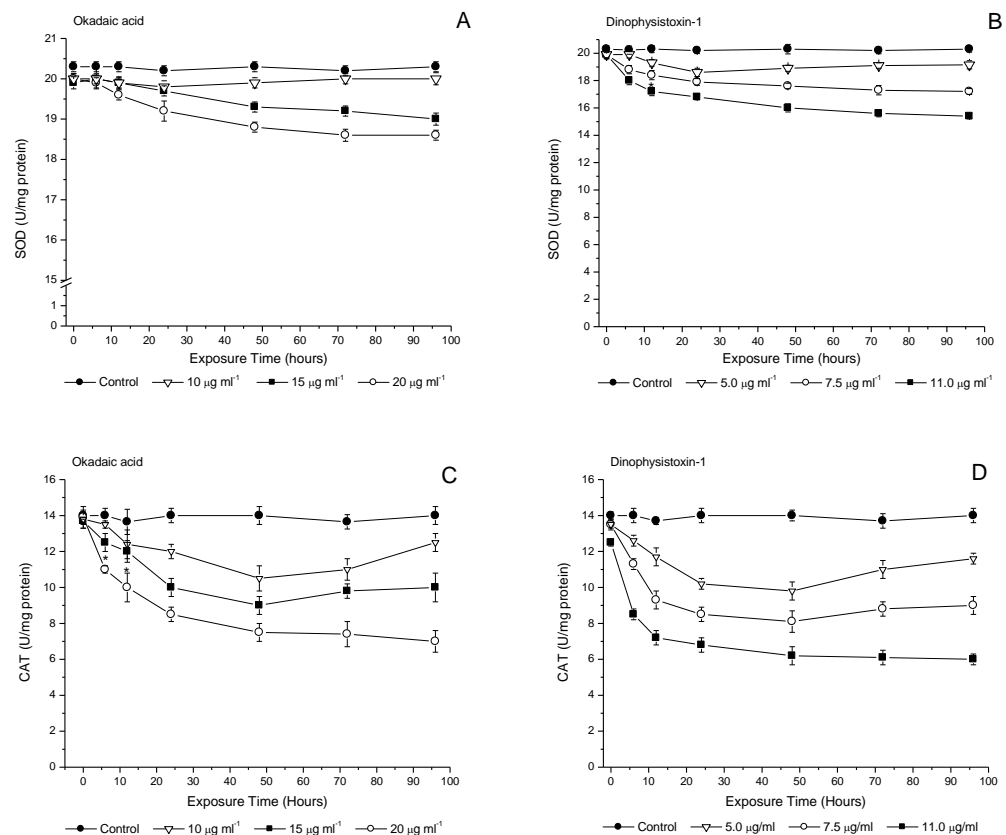 Okadaic acid
A
21
20
19
18
17
16
15
1
0
SOD (U/mg protein)
0 10 20 30 40 50 60 70 80 90 100
Exposure Time (hours)
Control 10 μg ml⁻¹ 15 μg ml⁻¹ 20 μg ml⁻¹
Dinophysistoxin-1
B
20
18
16
14
12
10
8
6
4
2
0
SOD (U/mg protein)
*
0 10 20 30 40 50 60 70 80 90 100
Exposure Time (hours)
Control 5.0 μg ml⁻¹ 7.5 μg ml⁻¹ 11.0 μg ml⁻¹
Okadaic acid
C
16
14
12
10
8
6
4
2
0
CAT (U/mg protein)
* *
0 10 20 30 40 50 60 70 80 90 100
Exposure Time (Hours)
Control 10 μg ml⁻¹ 15 μg ml⁻¹ 20 μg ml⁻¹
Dinophysistoxin-1
D
16
14
12
10
8
6
4
2
0
CAT (U/mg protein)
0 10 20 30 40 50 60 70 80 90 100
Exposure Time (Hours)
Control 5.0 μg/ml 7.5 μg/ml 11.0 μg/ml